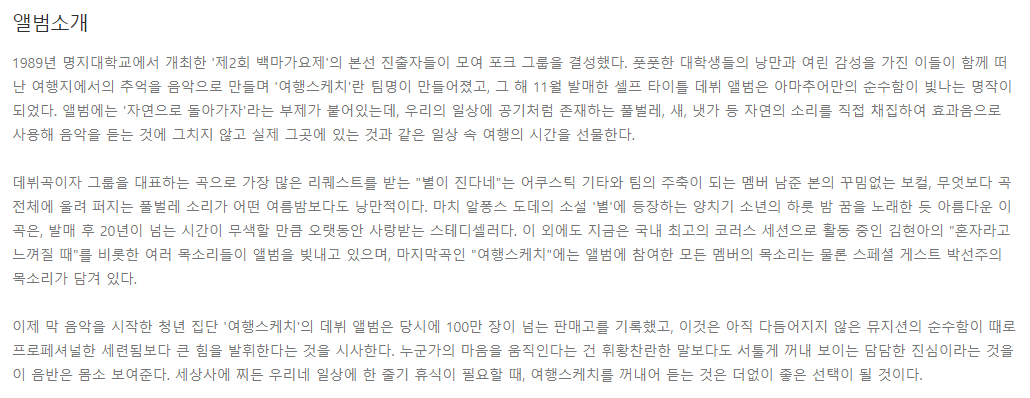 앨범소개
1989년 명지대학교에서 개최한 '제2회 백마가요제'의 본선 진출자들이 모여 포크 그룹을 결성했다. 풋풋한 대학생들의 낭만과 여린 감성을 가진 이들이 함께 떠
난 여행지에서의 추억을 음악으로 만들며 '여행스케치'란 팀명이 만들어졌고, 그 해 11월 발매한 셀프 타이틀 데뷔 앨범은 아마추어만의 순수함이 빛나는 명작이
되었다. 앨범에는 '자연으로 돌아가자'라는 부제가 붙어있는데, 우리의 일상에 공기처럼 존재하는 풀벌레, 새, 냇가 등 자연의 소리를 직접 채집하여 효과음으로
사용해 음악을 듣는 것에 그치지 않고 실제 그곳에 있는 것과 같은 일상 속 여행의 시간을 선물한다.
데뷔곡이자 그룹을 대표하는 곡으로 가장 많은 리퀘스트를 받는 "별이 진다네"는 어쿠스틱 기타와 팀의 주축이 되는 멤버 남준 본의 꾸밈없는 보컬, 무엇보다 곡
전체에 울려 퍼지는 풀벌레 소리가 어떤 여름밤보다도 낭만적이다. 마치 알퐁스 도데의 소설 '별'에 등장하는 양치기 소년의 하룻 밤 꿈을 노래한 듯 아름다운 이
곡은, 발매 후 20년이 넘는 시간이 무색할 만큼 오랫동안 사랑받는 스테디셀러다. 이 외에도 지금은 국내 최고의 코러스 세션으로 활동 중인 김현아의 "혼자라고
느껴질 때"를 비롯한 여러 목소리들이 앨범을 빛내고 있으며, 마지막곡인 "여행스케치"에는 앨범에 참여한 모든 멤버의 목소리는 물론 스페셜 게스트 박선주의
목소리가 담겨 있다.
이제 막 음악을 시작한 청년 집단 '여행스케치'의 데뷔 앨범은 당시에 100만 장이 넘는 판매고를 기록했고, 이것은 아직 다듬어지지 않은 뮤지션의 순수함이 때로
프로페셔널한 세련됨보다 큰 힘을 발휘한다는 것을 시사한다. 누군가의 마음을 움직인다는 건 휘황찬란한 말보다도 서툴게 꺼내 보이는 담담한 진심이라는 것을
이 음반은 몸소 보여준다. 세상사에 찌든 우리네 일상에 한 줄기 휴식이 필요할 때, 여행스케치를 꺼내어 듣는 것은 더없이 좋은 선택이 될 것이다.